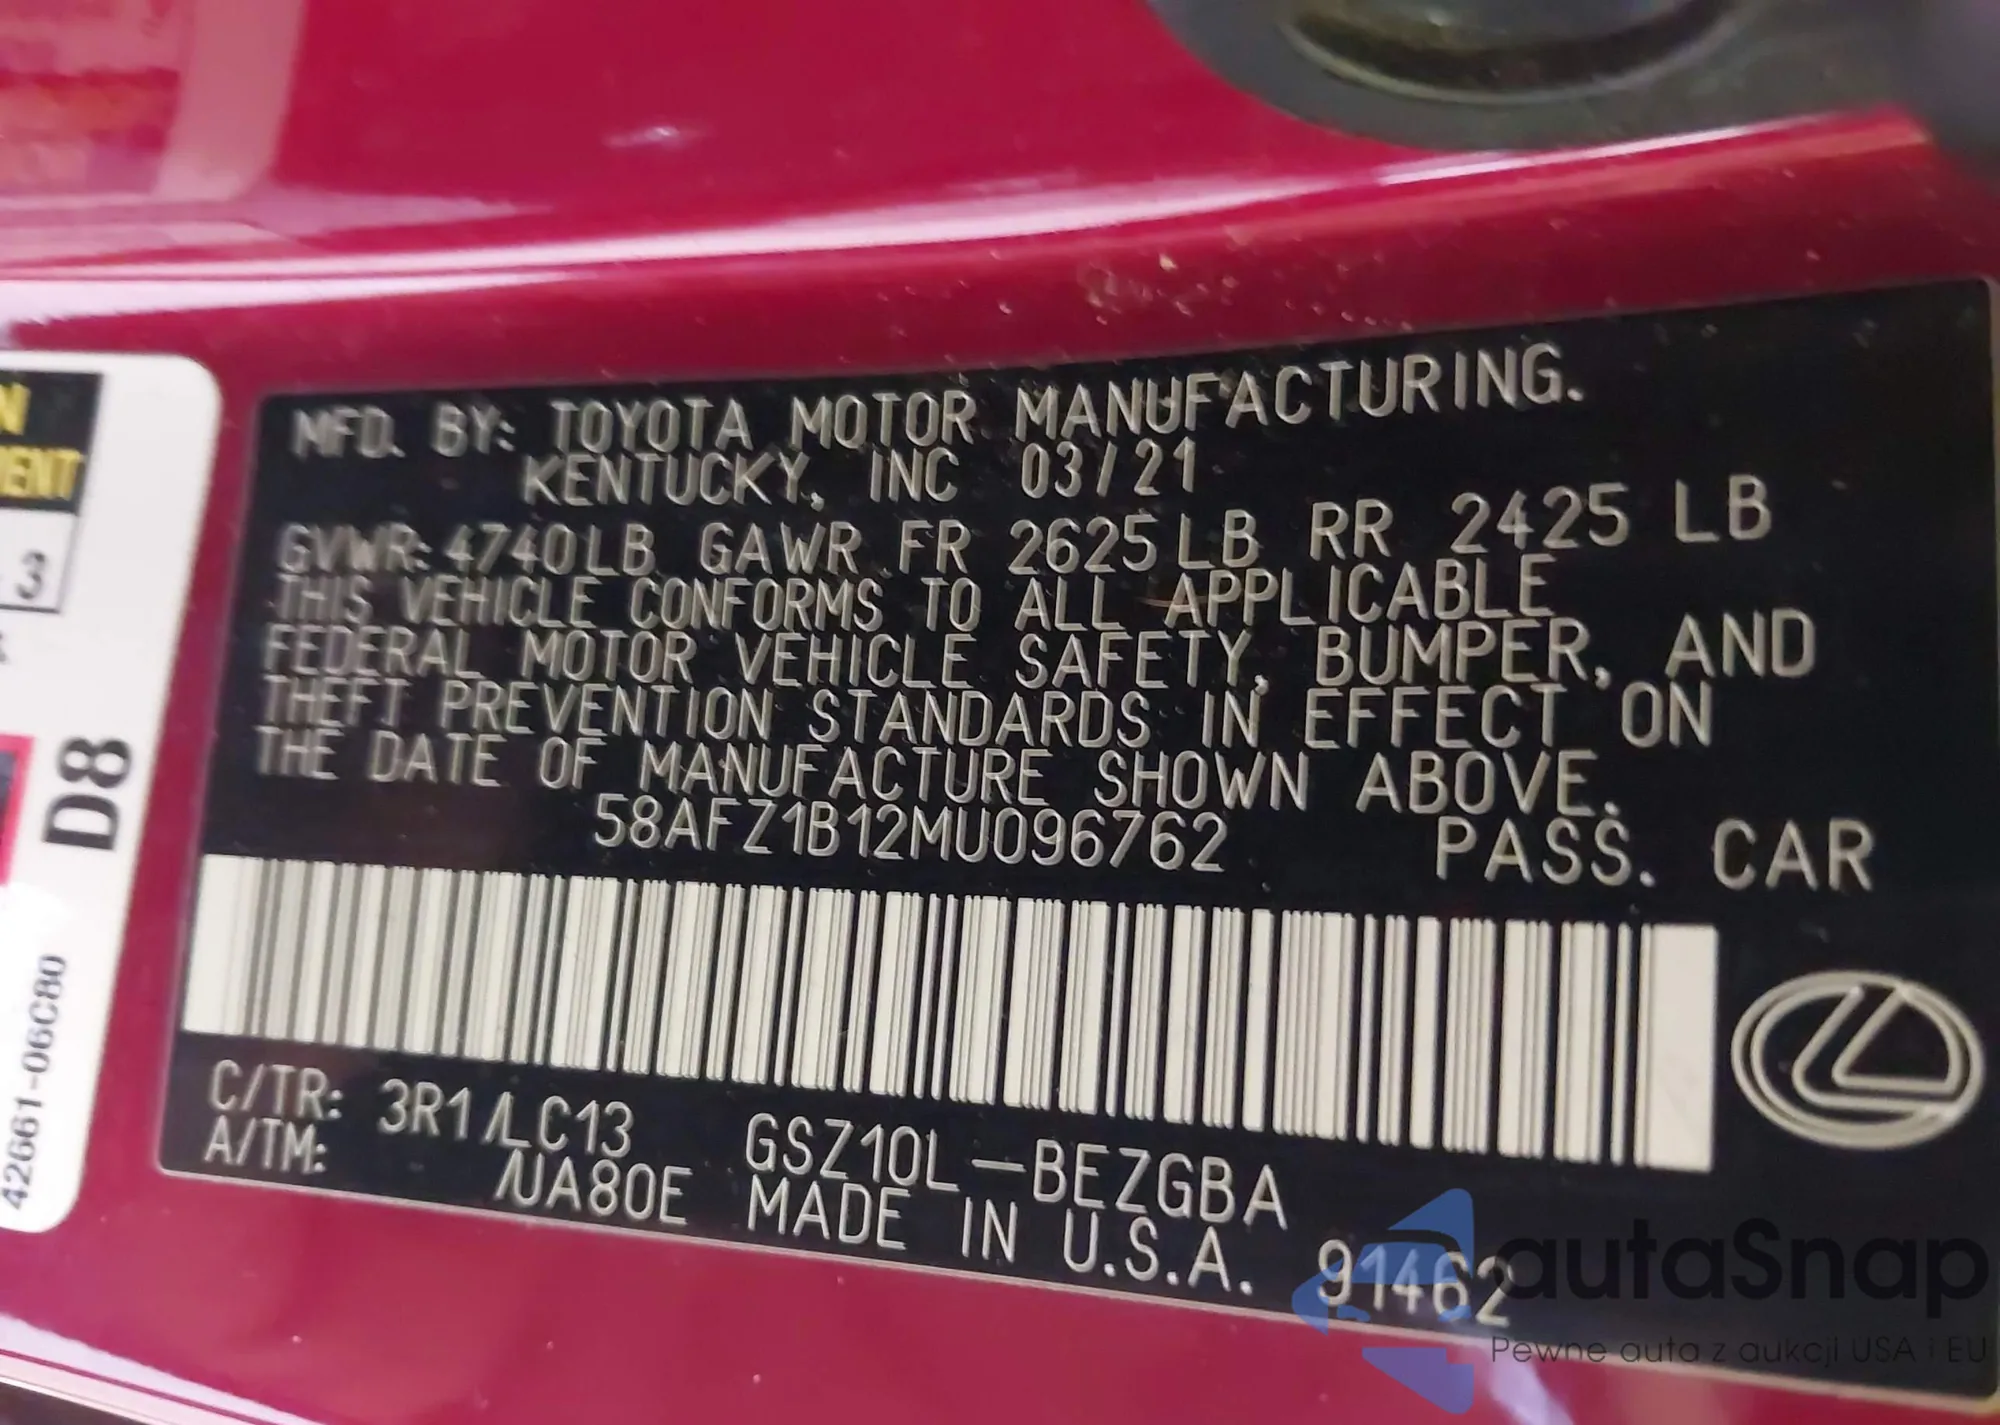 MFD. BY: TOYOTA MOTOR MANUFACTURING.
KENTUCKY, INC 03/21
GVWR: 4740LB GAWR FR 2625LB RR 2425 LB
THIS VEHICLE CONFORMS TO ALL APPLICABLE
FEDERAL MOTOR VEHICLE SAFETY, BUMPER, AND
THEFT PREVENTION STANDARDS IN EFFECT ON
THE DATE OF MANUFACTURE SHOWN ABOVE.
58AFZ1B12MU096762 PASS. CAR
C/TR: 3R1/LC13 GSZ10L-BEZGBA
A/TM: /UA80E MADE IN U.S.A. 91462
D8
42661-06C80
3
autaSnap
Pewne auta z aukcji USA i EU